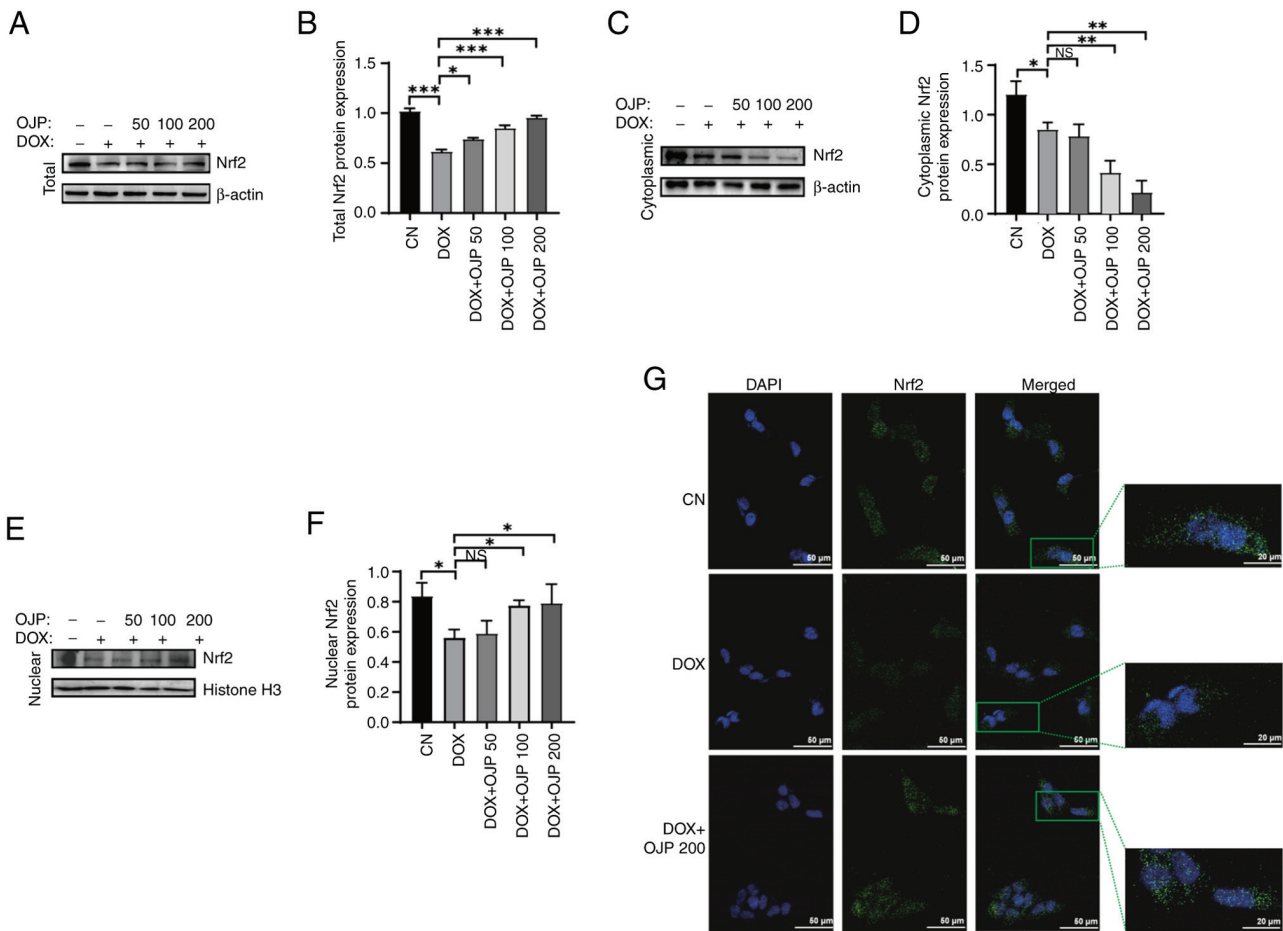 A
OJP: – – 50 100 200
DOX: – + + + +
Total
Nrf2
β-actin
B
Total Nrf2 protein expression
1.5
1.0
0.5
0.0
***
*
***
***
CN
DOX
DOX+OJP 50
DOX+OJP 100
DOX+OJP 200
C
OJP: – – 50 100 200
DOX: – + + + +
Cytoplasmic
Nrf2
β-actin
D
Cytoplasmic Nrf2
protein expression
1.5
1.0
0.5
0.0
*
NS
**
**
CN
DOX
DOX+OJP 50
DOX+OJP 100
DOX+OJP 200
E
OJP: – – 50 100 200
DOX: – + + + +
Nuclear
Nrf2
Histone H3
F
Nuclear Nrf2
protein expression
1.0
0.8
0.6
0.4
0.2
0.0
*
NS
*
*
CN
DOX
DOX+OJP 50
DOX+OJP 100
DOX+OJP 200
G
DAPI Nrf2 Merged
CN
50 µm 50 µm 50 µm 20 µm
DOX
50 µm 50 µm 50 µm 20 µm
DOX+
OJP 200
50 µm 50 µm 50 µm 20 µm